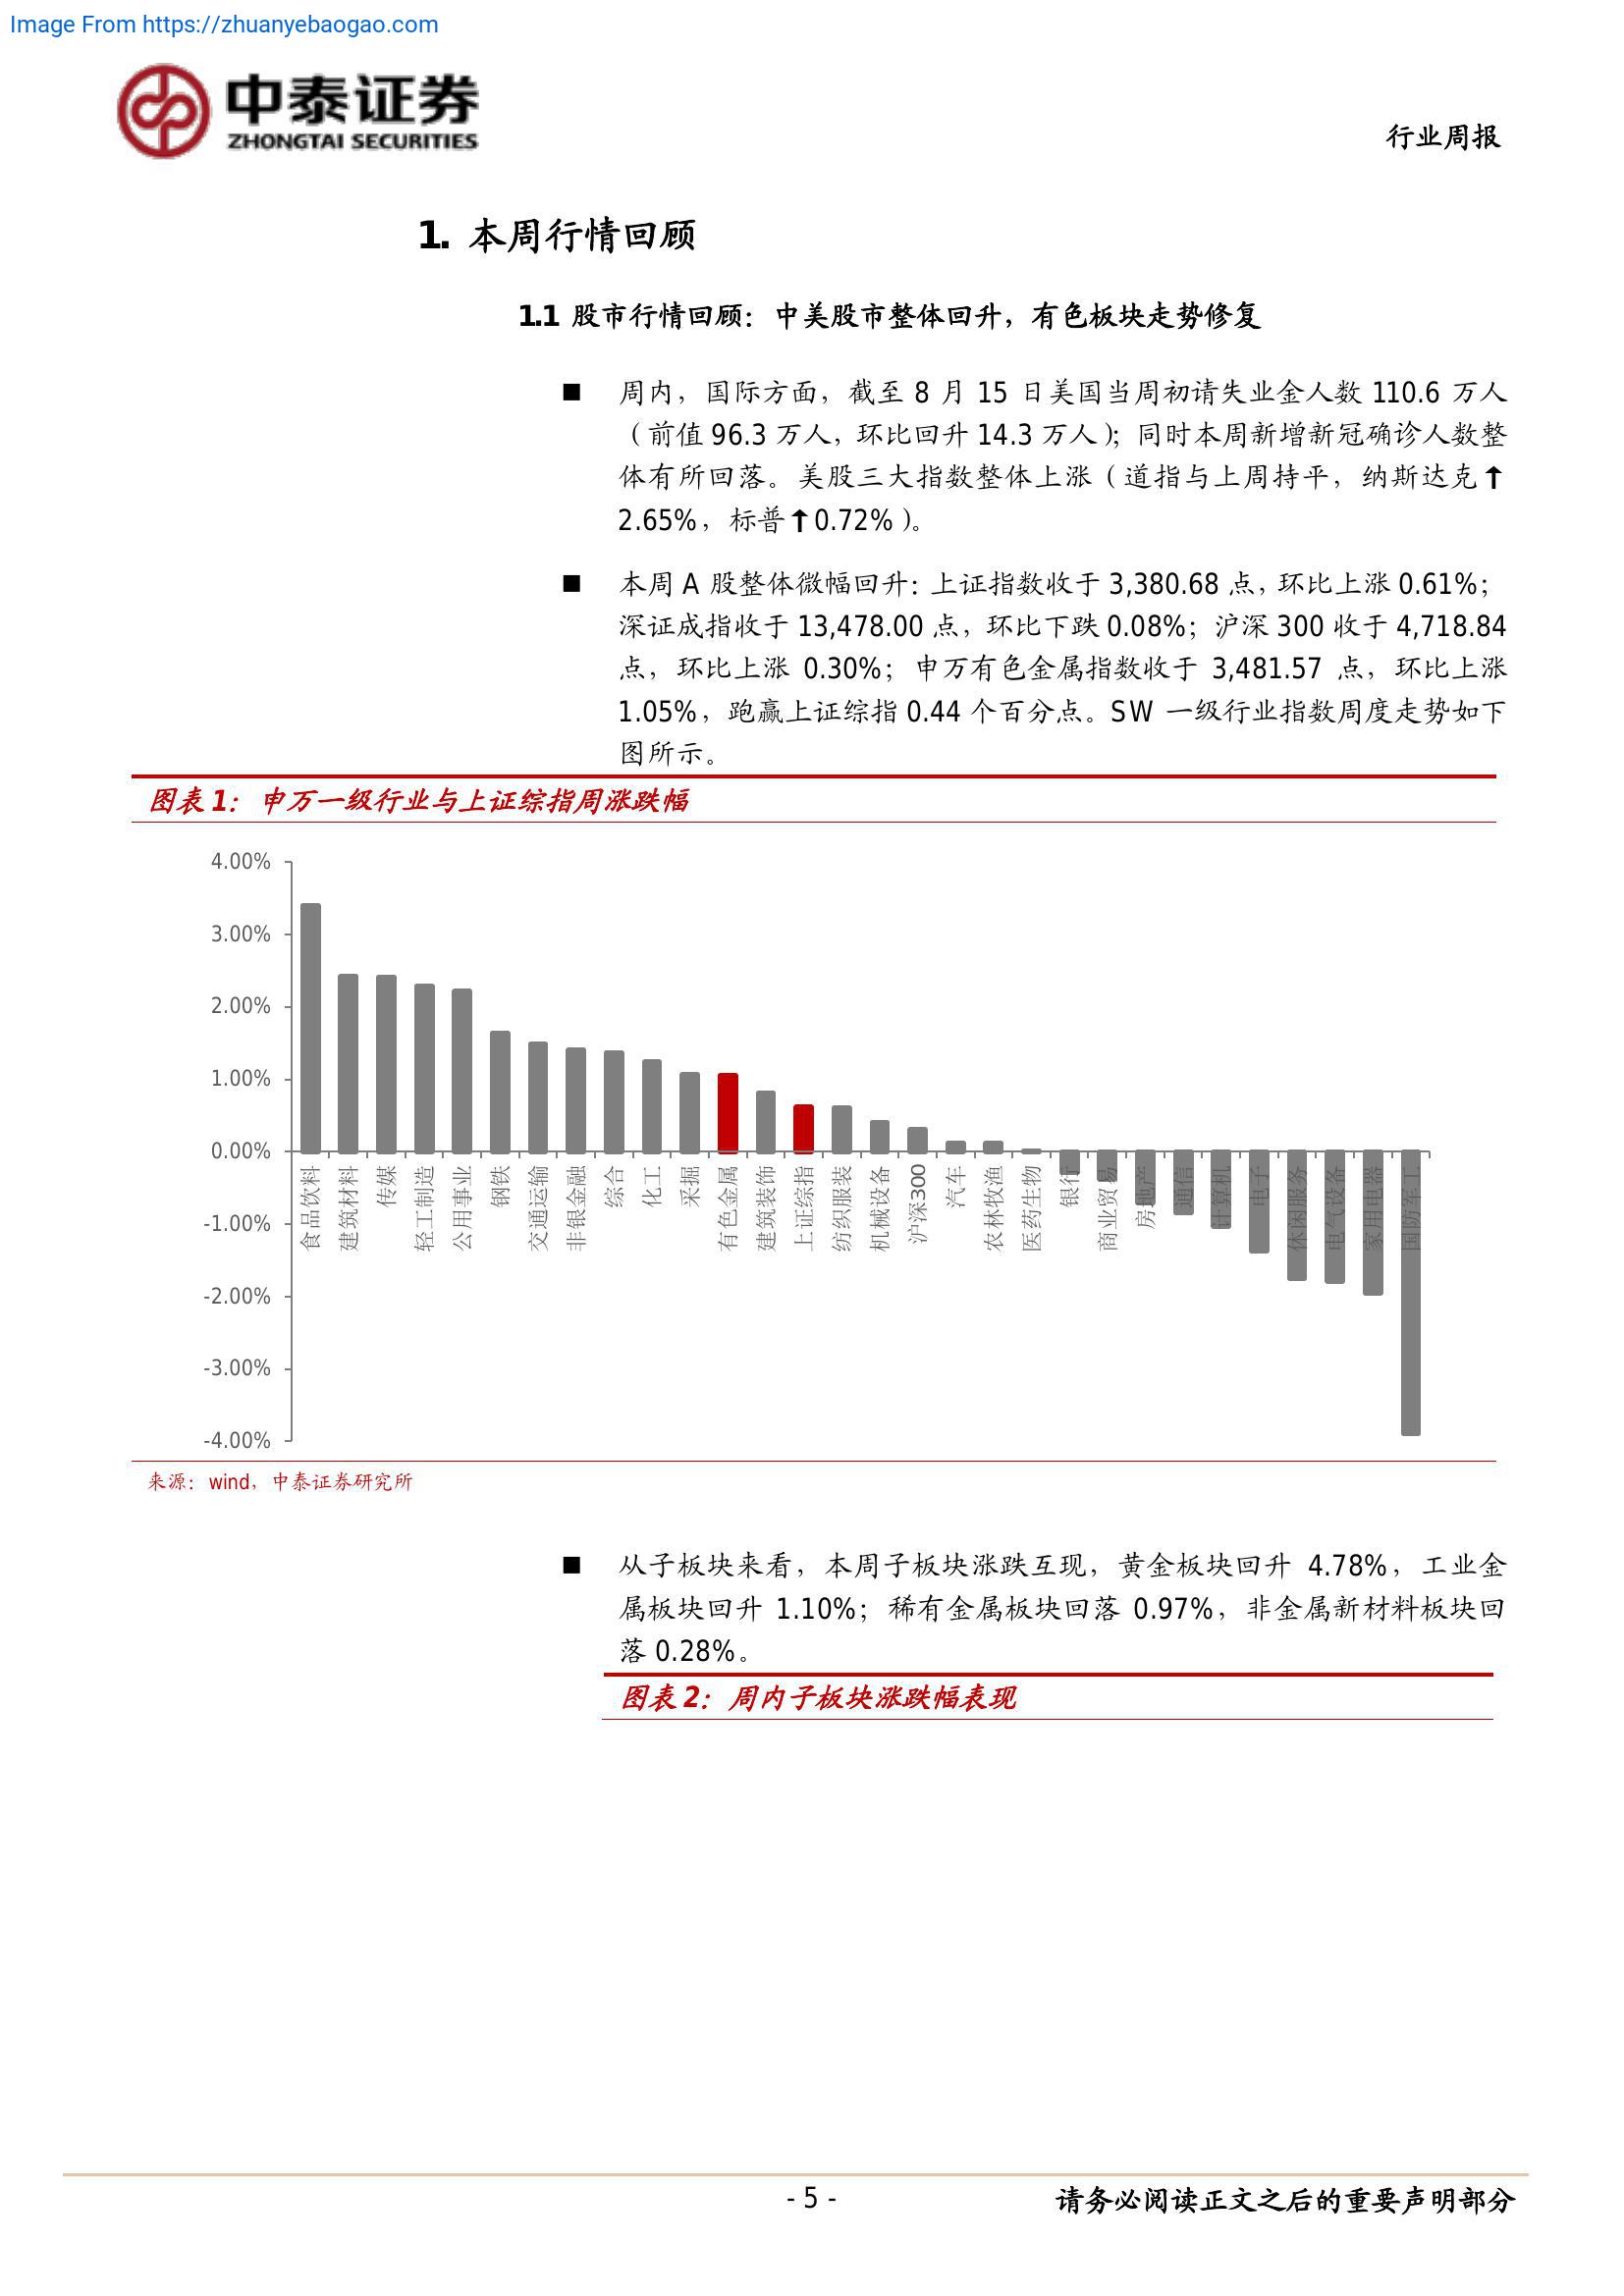 Image From https://zhuanyebaogao.com
中泰证券
ZHONGTAI SECURITIES
行业周报
1. 本周行情回顾
1.1 股市行情回顾：中美股市整体回升，有色板块走势修复
■ 周内，国际方面，截至 8 月 15 日美国当周初请失业金人数 110.6 万人
（前值 96.3 万人，环比回升 14.3 万人）；同时本周新增新冠确诊人数整
体有所回落。美股三大指数整体上涨（道指与上周持平，纳斯达克↑
2.65%，标普↑0.72%）。
■ 本周 A 股整体微幅回升：上证指数收于 3,380.68 点，环比上涨 0.61%；
深证成指收于 13,478.00 点，环比下跌 0.08%；沪深 300 收于 4,718.84
点，环比上涨 0.30%；申万有色金属指数收于 3,481.57 点，环比上涨
1.05%，跑赢上证综指 0.44 个百分点。SW 一级行业指数周度走势如下
图所示。
图表 1：申万一级行业与上证综指周涨跌幅
4.00%
3.00%
2.00%
1.00%
0.00%
-1.00%
-2.00%
-3.00%
-4.00%
食品饮料
建筑材料
传媒
轻工制造
公用事业
钢铁
交通运输
非银金融
综合
化工
采掘
有色金属
建筑装饰
上证综指
纺织服装
机械设备
沪深300
汽车
农林牧渔
医药生物
银行
商业贸易
房地产
通信
计算机
电子
休闲服务
电气设备
家用电器
国防军工
来源：wind，中泰证券研究所
■ 从子板块来看，本周子板块涨跌互现，黄金板块回升 4.78%，工业金
属板块回升 1.10%；稀有金属板块回落 0.97%，非金属新材料板块回
落 0.28%。
图表 2：周内子板块涨跌幅表现
- 5 -
请务必阅读正文之后的重要声明部分